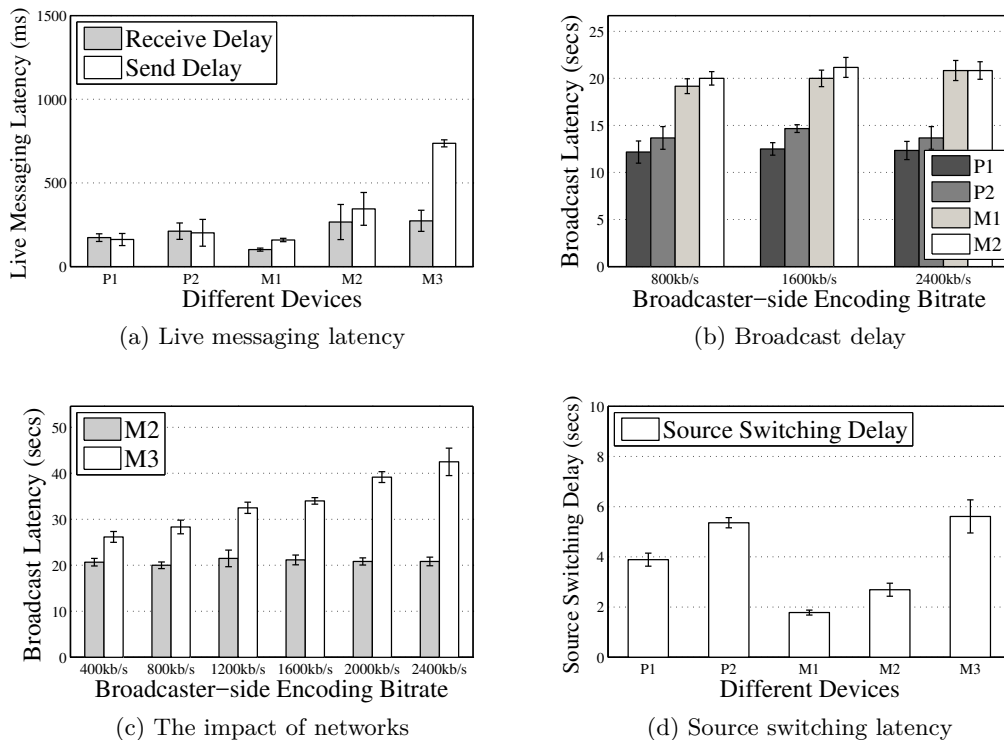 Live Messaging Latency (ms)
1500
1000
500
0
Receive Delay
Send Delay
P1 P2 M1 M2 M3
Different Devices
(a) Live messaging latency
Broadcast Latency (secs)
25
20
15
10
5
0
P1
P2
M1
M2
800kb/s 1600kb/s 2400kb/s
Broadcaster-side Encoding Bitrate
(b) Broadcast delay
Broadcast Latency (secs)
50
40
30
20
10
0
M2
M3
400kb/s 800kb/s 1200kb/s 1600kb/s 2000kb/s 2400kb/s
Broadcaster-side Encoding Bitrate
(c) The impact of networks
Source Switching Delay (secs)
10
8
6
4
2
0
Source Switching Delay
P1 P2 M1 M2 M3
Different Devices
(d) Source switching latency